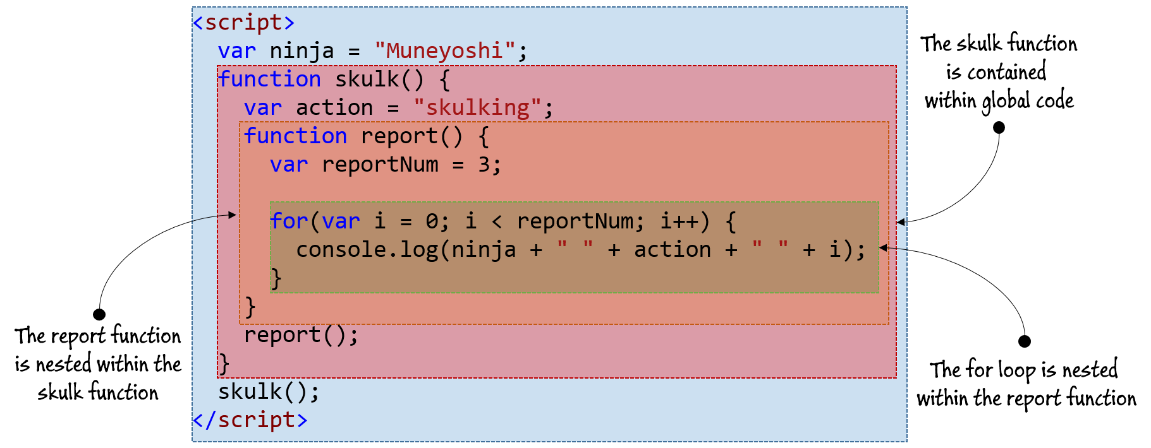 <script>
var ninja = "Muneyoshi";
function skulk() {
var action = "skulking";
function report() {
var reportNum = 3;
for(var i = 0; i < reportNum; i++) {
console.log(ninja + " " + action + " " + i);
}
}
report();
}
skulk();
</script>
The skulk function
is contained
within global code
The report function
is nested within the
skulk function
The for loop is nested
within the report function